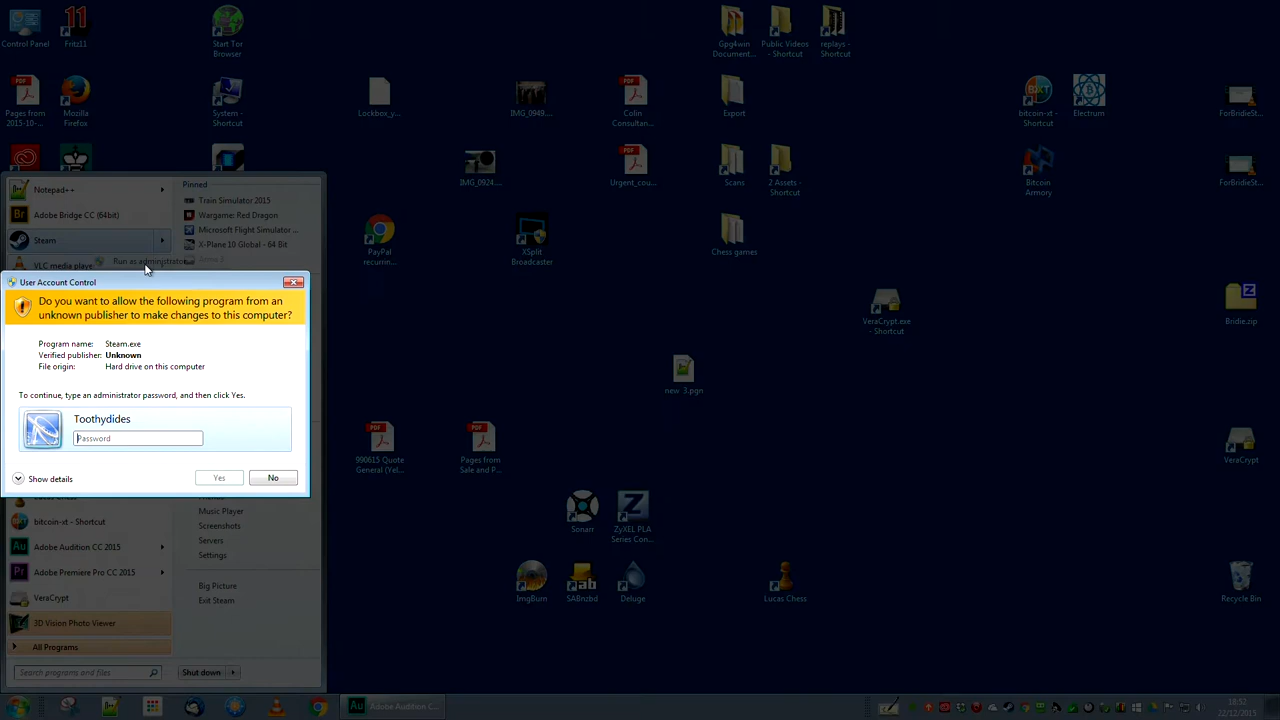 Control Panel
Fritz11
Start Tor
Browser
Gpg4win
Document...
Public Videos
- Shortcut
replays -
Shortcut
Pages from
2015-10-...
Mozilla
Firefox
System -
Shortcut
Lockbox_y...
IMG_0949....
Colin
Consultan...
Export
bitcoin-xt -
Shortcut
Electrum
ForBridieSt...
IMG_0924....
Urgent_cou...
Scans
2 Assets -
Shortcut
Bitcoin
Armory
ForBridieSt...
Notepad++
Adobe Bridge CC (64bit)
Steam
VLC media playe
Run as administrator
Pinned
Train Simulator 2015
Wargame: Red Dragon
Microsoft Flight Simulator ...
X-Plane 10 Global - 64 Bit
Arma 3
PayPal
recurrin...
XSplit
Broadcaster
Chess games
User Account Control
Do you want to allow the following program from an
unknown publisher to make changes to this computer?
Program name: Steam.exe
Verified publisher: Unknown
File origin: Hard drive on this computer
To continue, type an administrator password, and then click Yes.
Toothydides
Password
Show details
Yes
No
VeraCrypt.exe
- Shortcut
Bridie.zip
new 3.pgn
990615 Quote
General (Yel...
Pages from
Sale and P...
VeraCrypt
Sonarr
ZyXEL PLA
Series Con...
ImgBurn
SABnzbd
Deluge
Lucas Chess
Recycle Bin
bitcoin-xt - Shortcut
Adobe Audition CC 2015
Adobe Premiere Pro CC 2015
VeraCrypt
3D Vision Photo Viewer
All Programs
Search programs and files
Music Player
Screenshots
Servers
Settings
Big Picture
Exit Steam
Shut down
Adobe Audition C...
18:52
22/12/2015